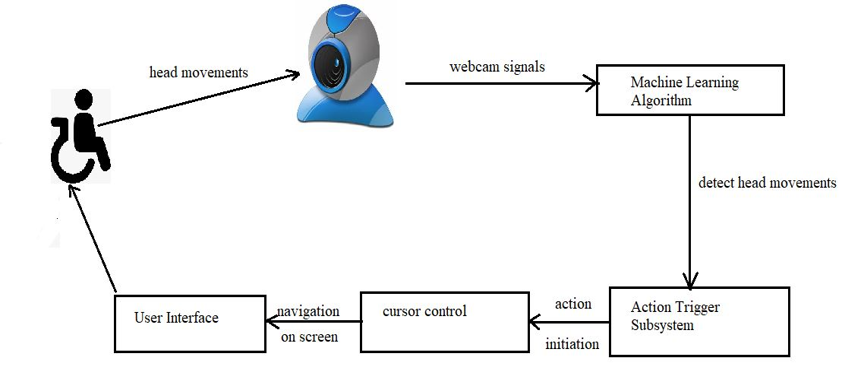 head movements
webcam signals
Machine Learning
Algorithm
detect head movements
Action Trigger
Subsystem
action
initiation
cursor control
navigation
on screen
User Interface